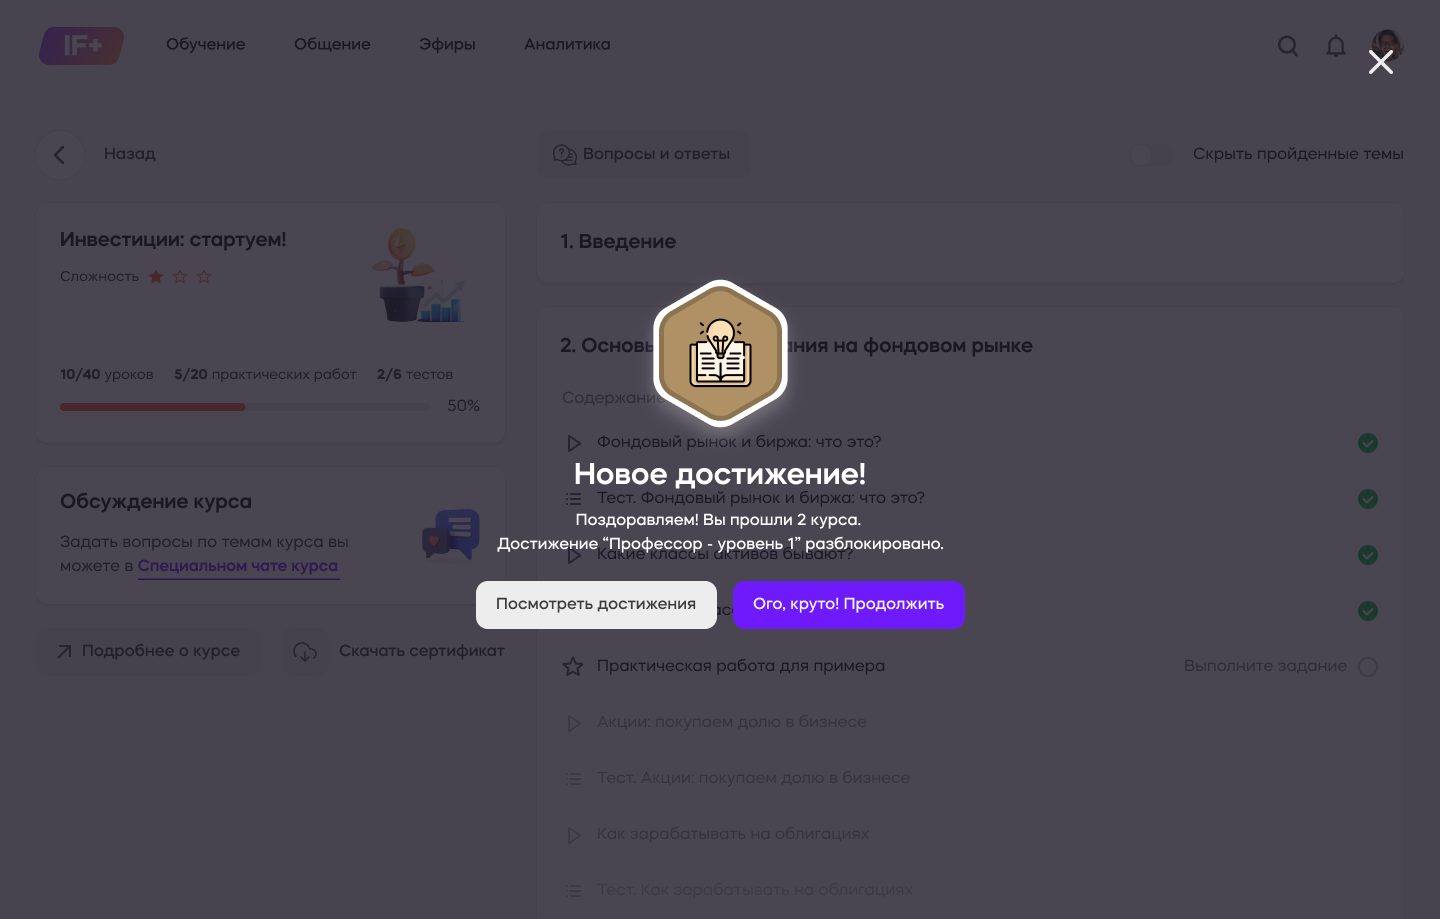 IF+
Обучение
Общение
Эфиры
Аналитика
Назад
Вопросы и ответы
Скрыть пройденные темы
Инвестиции: стартуем!
Сложность
10/40 уроков
5/20 практических работ
2/6 тестов
50%
Обсуждение курса
Задать вопросы по темам курса вы
можете в Специальном чате курса
Подробнее о курсе
Скачать сертификат
1. Введение
2. Основы на фондовом рынке
Содержание
Фондовый рынок и биржа: что это?
Новое достижение!
Тест. Фондовый рынок и биржа: что это?
Поздравляем! Вы прошли 2 курса.
Достижение “Профессор - уровень 1” разблокировано.
Какие классы активов бывают?
Посмотреть достижения
Ого, круто! Продолжить
Практическая работа для примера
Выполните задание
Акции: покупаем долю в бизнесе
Тест. Акции: покупаем долю в бизнесе
Как зарабатывать на облигациях
Тест. Как зарабатывать на облигациях